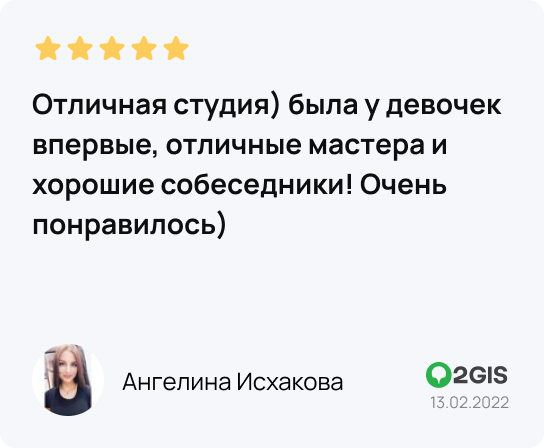 Отличная студия) была у девочек
впервые, отличные мастера и
хорошие собеседники! Очень
понравилось)
Ангелина Исхакова
2GIS
13.02.2022